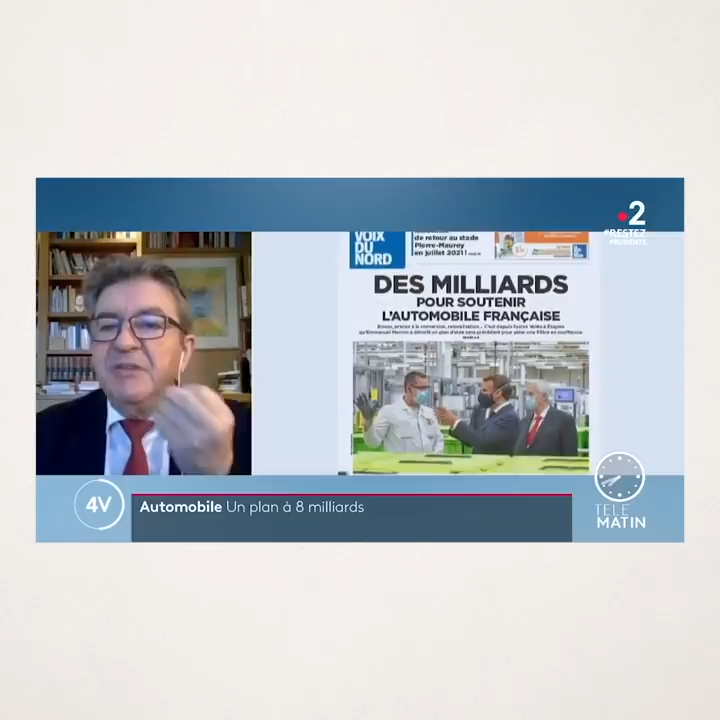 2
#RESTEZ
PRUDENTS
VOIX
DU
NORD
de retour au stade
Pierre-Mauroy
en juillet 2021 !
DES MILLIARDS
POUR SOUTENIR
L'AUTOMOBILE FRANÇAISE
4V
Automobile Un plan à 8 milliards
TELE
MATIN